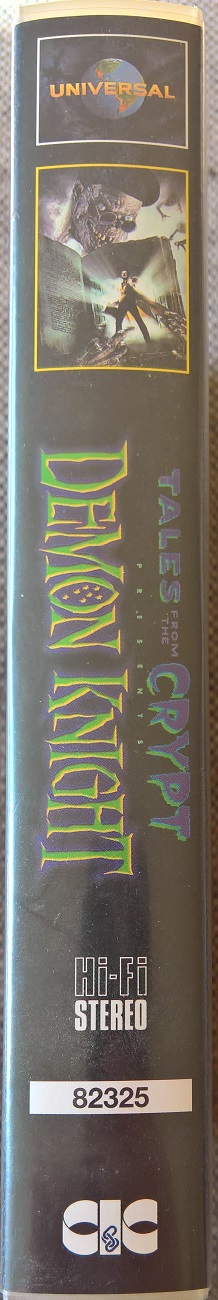 UNIVERSAL
TALES FROM THE CRYPT
PRESENTS
DEMON KNIGHT
Hi-Fi
STEREO
82325
CIC